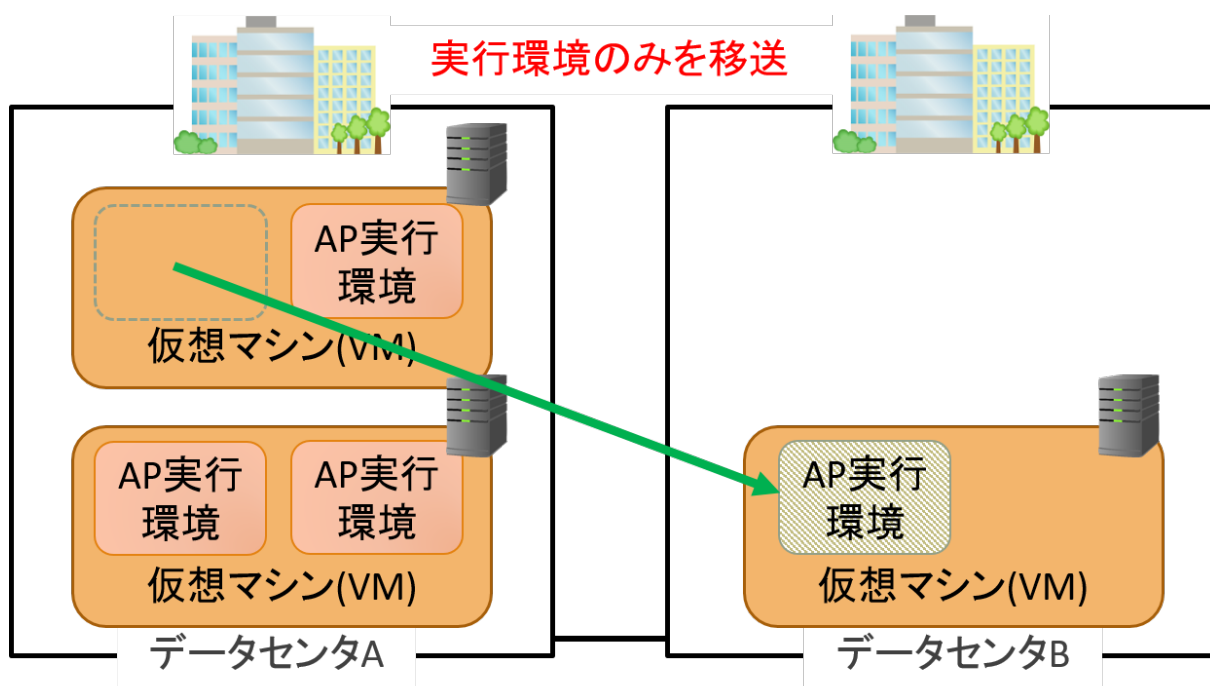 実行環境のみを移送
AP実行
環境
仮想マシン(VM)
AP実行
環境
AP実行
環境
仮想マシン(VM)
データセンタA
AP実行
環境
仮想マシン(VM)
データセンタB